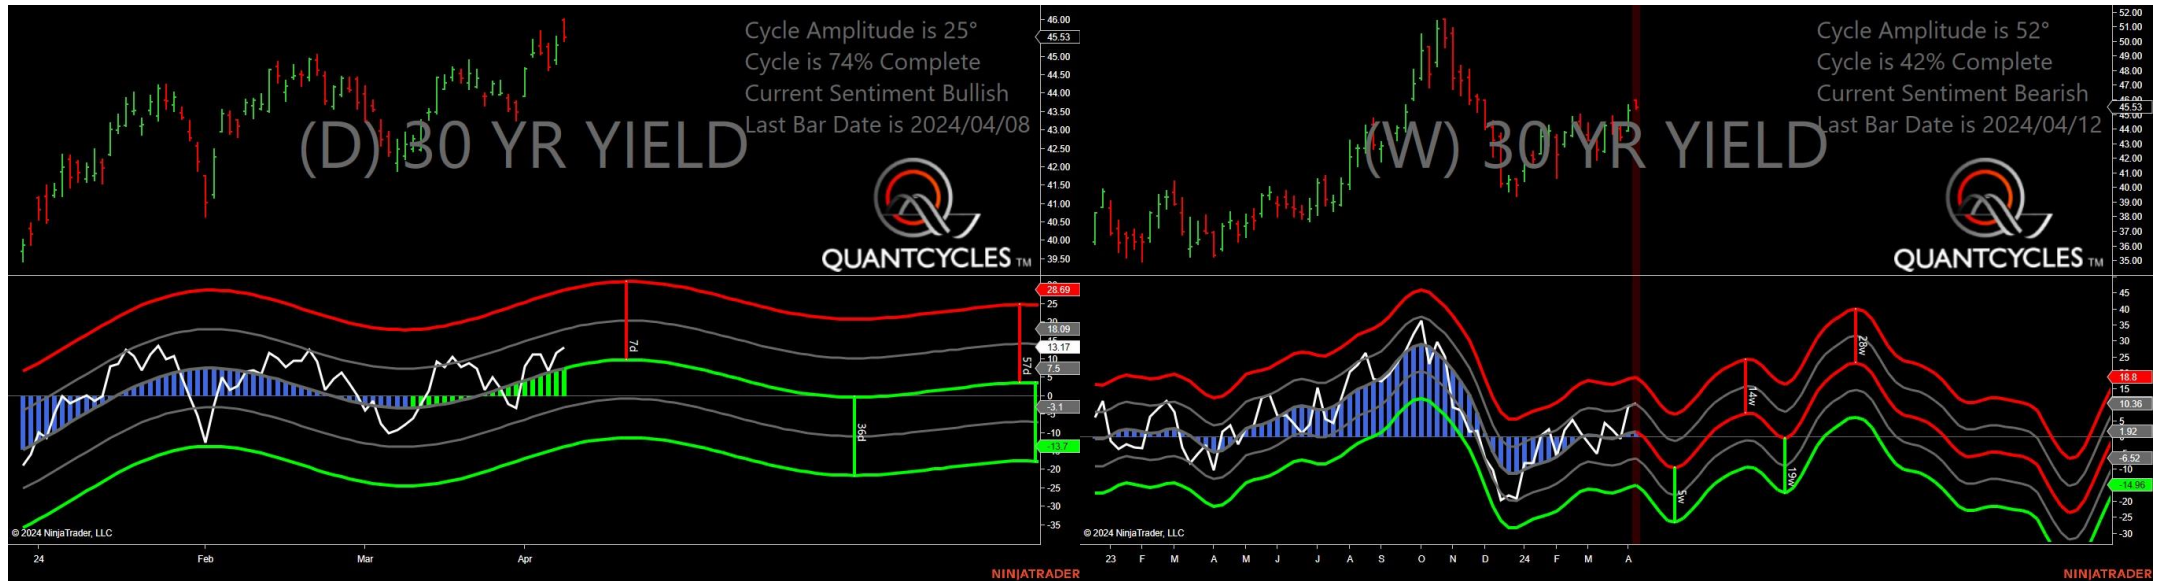 Cycle Amplitude is 25°
Cycle is 74% Complete
Current Sentiment Bullish
Last Bar Date is 2024/04/08
(D) 30 YR YIELD
QUANTCYCLES TM
46.00
45.53
45.00
44.50
44.00
43.50
43.00
42.50
42.00
41.50
41.00
40.50
40.00
39.50
28.69
25
18.09
13.17
10
7.5
5
0
-3.1
-5
-10
-13.7
-20
-25
-30
-35
7d
36d
57d
© 2024 NinjaTrader, LLC
24 Feb Mar Apr
NINJATRADER
Cycle Amplitude is 52°
Cycle is 42% Complete
Current Sentiment Bearish
Last Bar Date is 2024/04/12
(W) 30 YR YIELD
QUANTCYCLES TM
52.00
51.00
50.00
49.00
48.00
47.00
45.53
45.00
44.00
43.00
42.00
41.00
40.00
39.00
38.00
37.00
36.00
35.00
45
40
35
30
25
18.8
15
10.36
5
1.92
-6.52
-10
-14.96
-20
-25
-30
5w
14w
19w
28w
© 2024 NinjaTrader, LLC
23 F M A M J J A S O N D 24 F M A
NINJATRADER